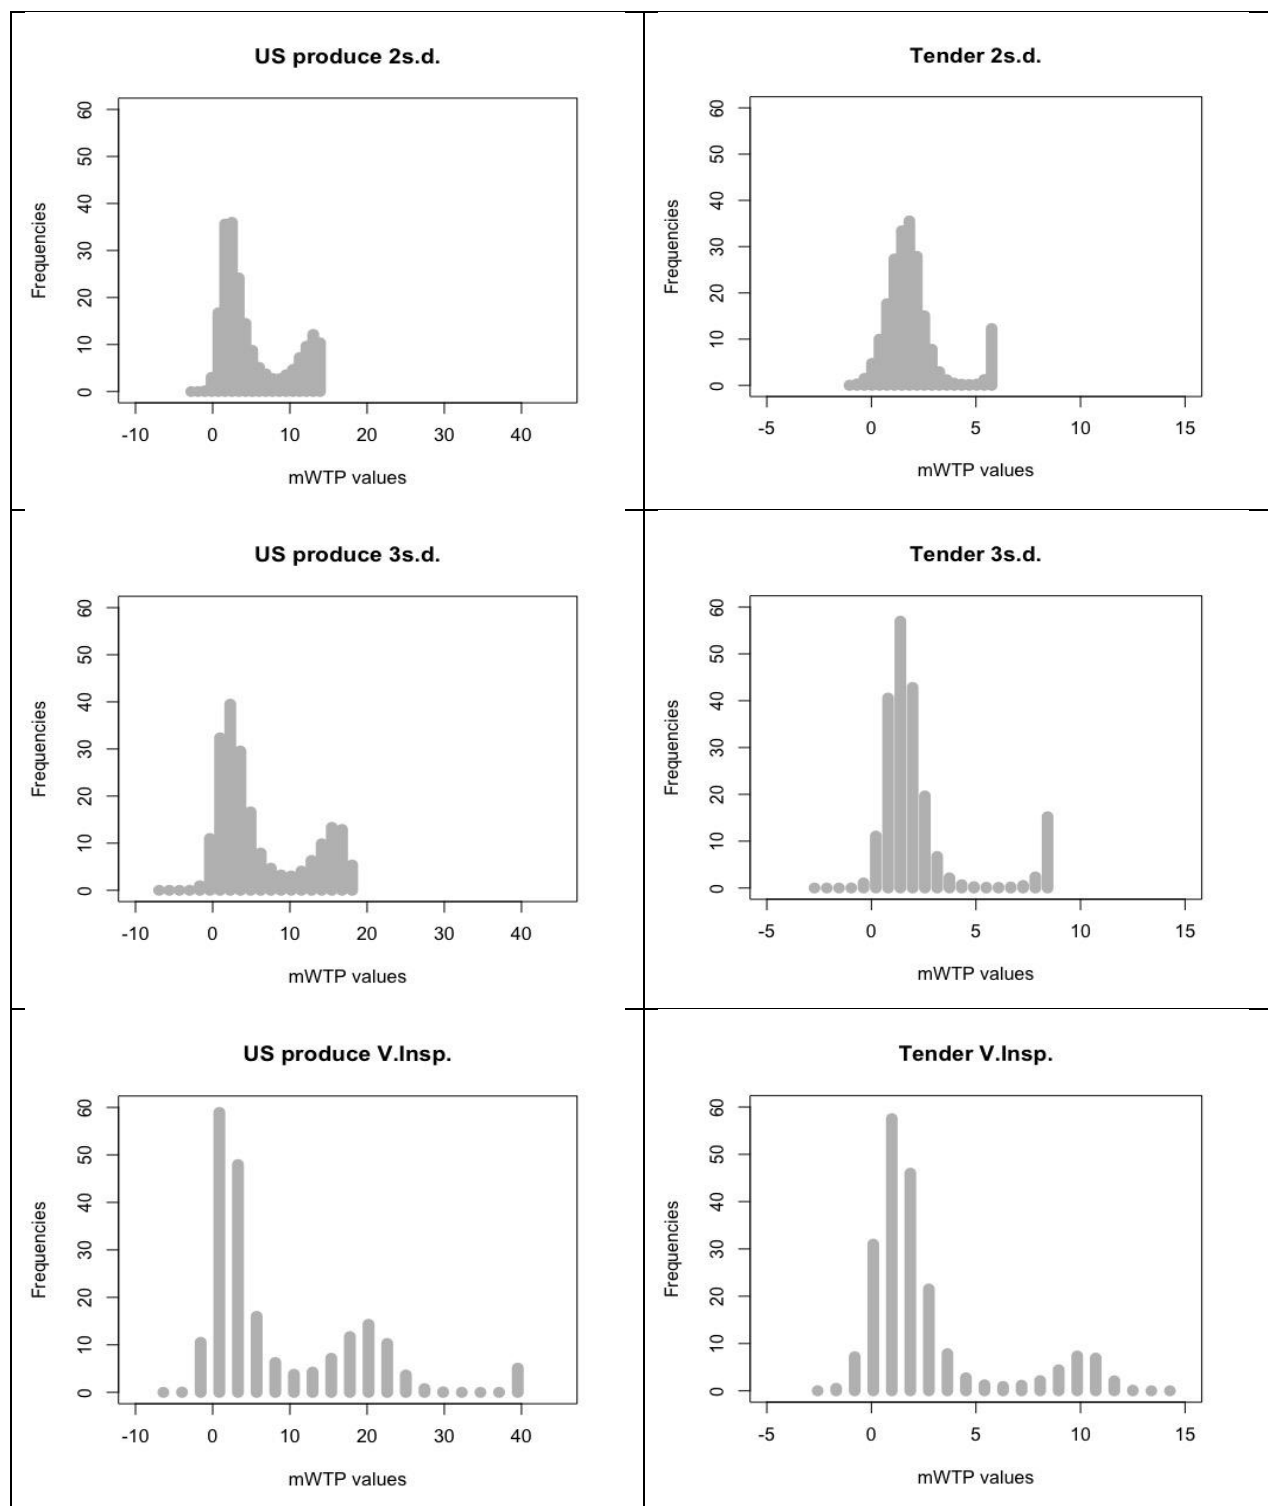 US produce 2s.d.
60
50
40
30
20
10
0
Frequencies
-10 0 10 20 30 40
mWTP values
Tender 2s.d.
60
50
40
30
20
10
0
Frequencies
-5 0 5 10 15
mWTP values
US produce 3s.d.
60
50
40
30
20
10
0
Frequencies
-10 0 10 20 30 40
mWTP values
Tender 3s.d.
60
50
40
30
20
10
0
Frequencies
-5 0 5 10 15
mWTP values
US produce V.Insp.
60
50
40
30
20
10
0
Frequencies
-10 0 10 20 30 40
mWTP values
Tender V.Insp.
60
50
40
30
20
10
0
Frequencies
-5 0 5 10 15
mWTP values